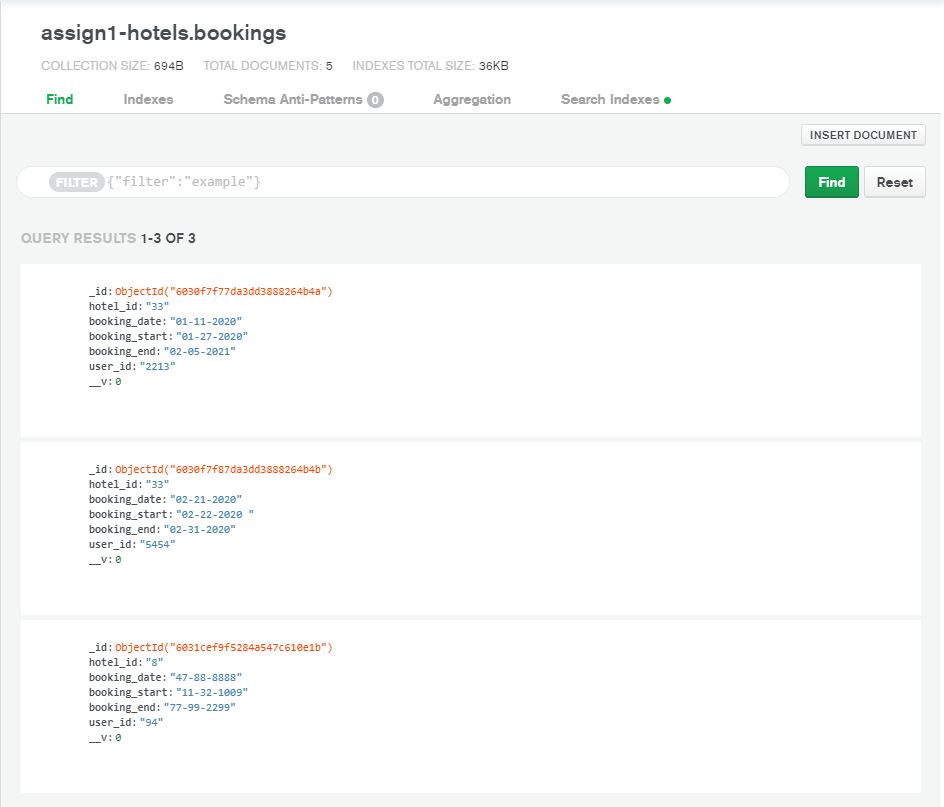 assign1-hotels.bookings
COLLECTION SIZE: 694B TOTAL DOCUMENTS: 5 INDEXES TOTAL SIZE: 36KB
Find Indexes Schema Anti-Patterns 0 Aggregation Search Indexes
INSERT DOCUMENT
FILTER {"filter":"example"} Find Reset
QUERY RESULTS 1-3 OF 3
_id: ObjectId("6030f7f77da3dd3888264b4a")
hotel_id: "33"
booking_date: "01-11-2020"
booking_start: "01-27-2020"
booking_end: "02-05-2021"
user_id: "2213"
__v: 0
_id: ObjectId("6030f7f87da3dd3888264b4b")
hotel_id: "33"
booking_date: "02-21-2020"
booking_start: "02-22-2020 "
booking_end: "02-31-2020"
user_id: "5454"
__v: 0
_id: ObjectId("6031cef9f5284a547c610e1b")
hotel_id: "8"
booking_date: "47-88-8888"
booking_start: "11-32-1009"
booking_end: "77-99-2299"
user_id: "94"
__v: 0